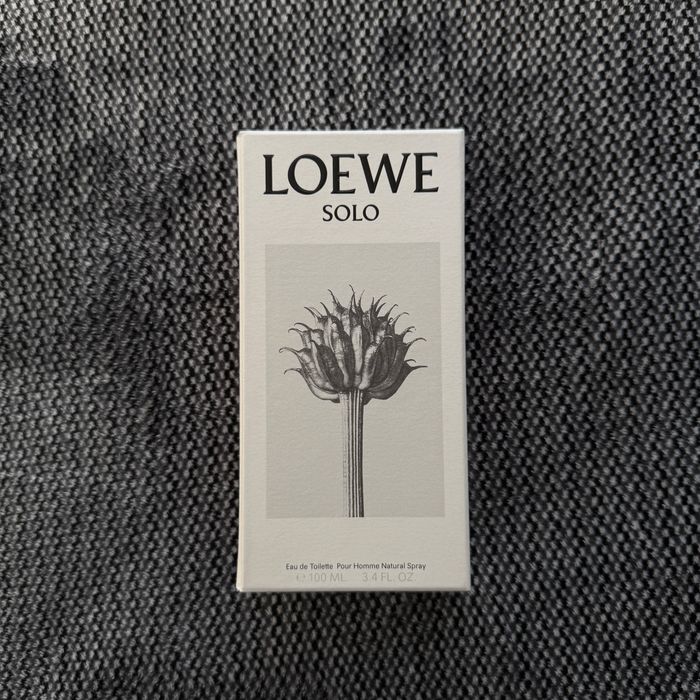 LOEWE
SOLO
Eau de Toilette Pour Homme Natural Spray
℮ 100 ML 3.4 FL. OZ.